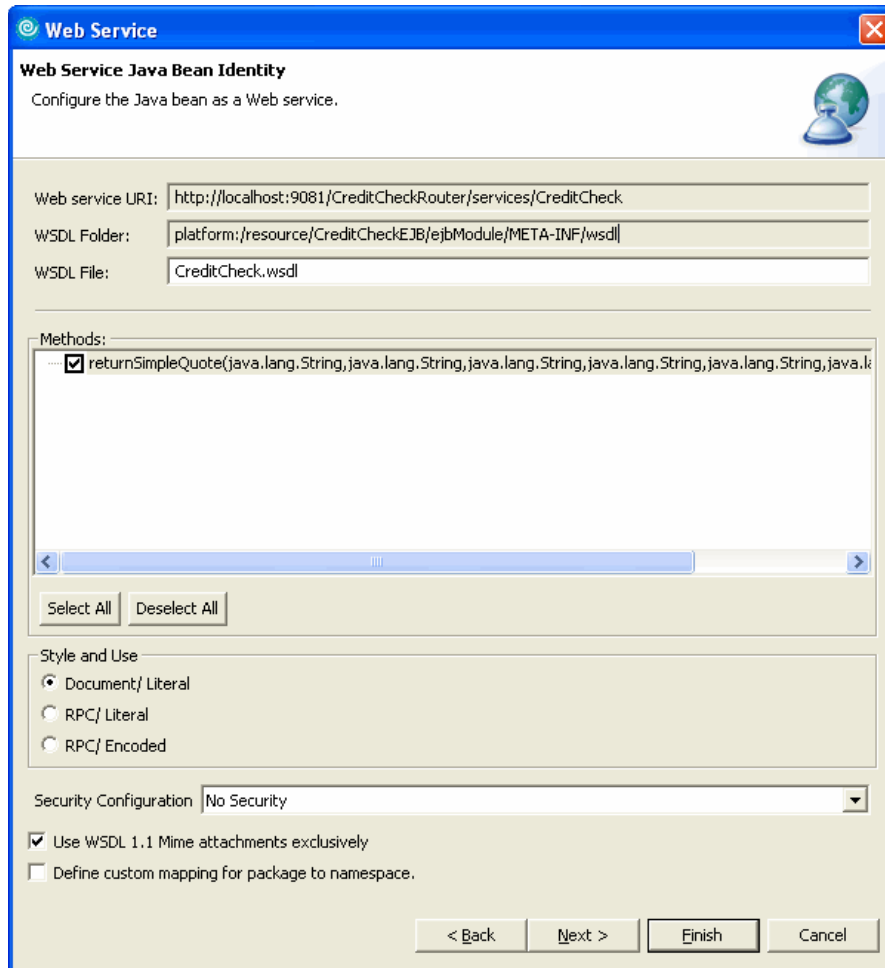 Web Service
Web Service Java Bean Identity
Configure the Java bean as a Web service.
Web service URI: http://localhost:9081/CreditCheckRouter/services/CreditCheck
WSDL Folder: platform:/resource/CreditCheckEJB/ejbModule/META-INF/wsdl
WSDL File: CreditCheck.wsdl
Methods:
returnSimpleQuote(java.lang.String,java.lang.String,java.lang.String,java.lang.String,java.lang.String,java.la
Select All Deselect All
Style and Use
Document/ Literal
RPC/ Literal
RPC/ Encoded
Security Configuration No Security
Use WSDL 1.1 Mime attachments exclusively
Define custom mapping for package to namespace.
< Back Next > Finish Cancel